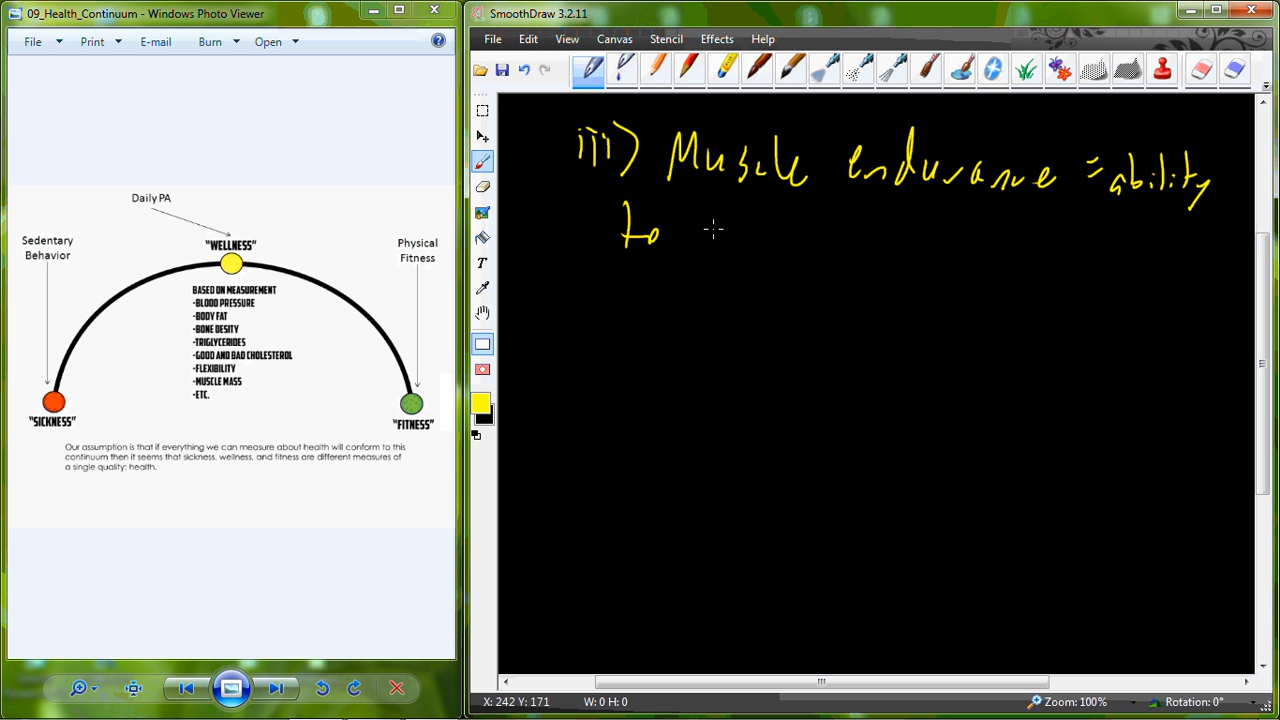 09_Health_Continuum - Windows Photo Viewer
File Print E-mail Burn Open
Daily PA
Sedentary
Behavior
"WELLNESS"
Physical
Fitness
BASED ON MEASUREMENT
-BLOOD PRESSURE
-BODY FAT
-BONE DESITY
-TRIGLYCERIDES
-GOOD AND BAD CHOLESTEROL
-FLEXIBILITY
-MUSCLE MASS
-ETC.
"SICKNESS"
"FITNESS"
Our assumption is that if everything we can measure about health will conform to this
continuum then it seems that sickness, wellness, and fitness are different measures of
a single quality: health.
SmoothDraw 3.2.11
File Edit View Canvas Stencil Effects Help
iii) Muscle endurance = ability
to
X: 242 Y: 171 W: 0 H: 0 Zoom: 100% Rotation: 0°